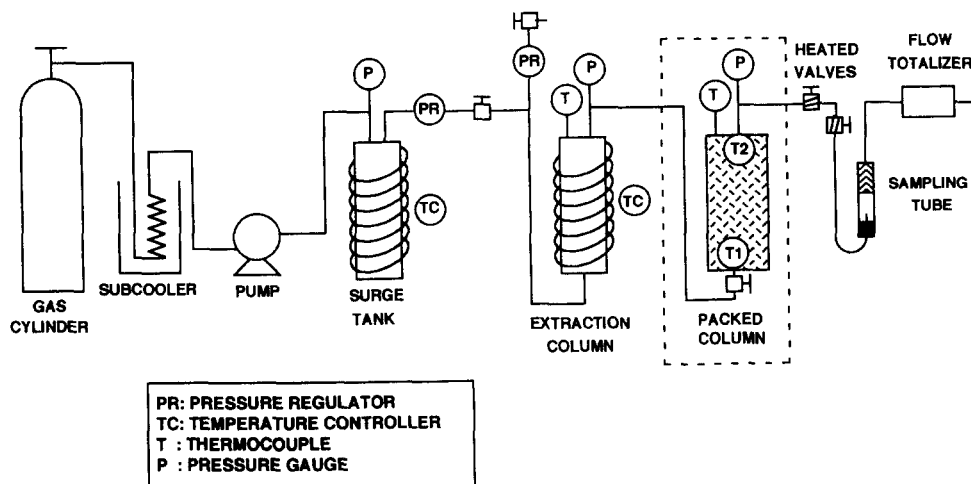 GAS
CYLINDER
SUBCOOLER
PUMP
P
PR
TC
SURGE
TANK
PR
T
P
TC
EXTRACTION
COLUMN
T
P
T2
T1
PACKED
COLUMN
HEATED
VALVES
FLOW
TOTALIZER
SAMPLING
TUBE
PR: PRESSURE REGULATOR
TC: TEMPERATURE CONTROLLER
T : THERMOCOUPLE
P : PRESSURE GAUGE